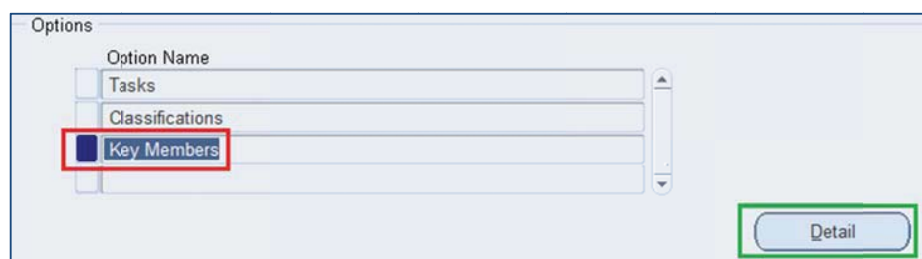 Options
Option Name
Tasks
Classifications
Key Members
Detail